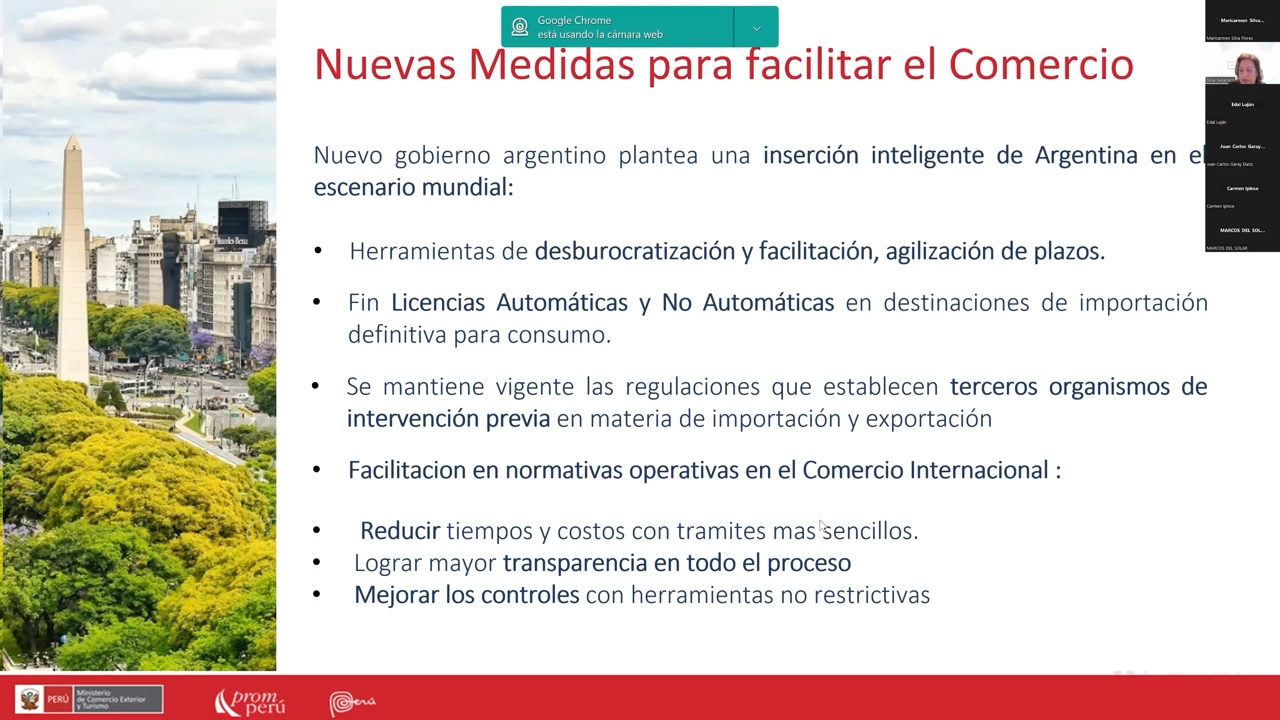 Google Chrome
está usando la cámara web
Nuevas Medidas para facilitar el Comercio
Nuevo gobierno argentino plantea una inserción inteligente de Argentina en el
escenario mundial:
• Herramientas de desburocratización y facilitación, agilización de plazos.
• Fin Licencias Automáticas y No Automáticas en destinaciones de importación
definitiva para consumo.
• Se mantiene vigente las regulaciones que establecen terceros organismos de
intervención previa en materia de importación y exportación
• Facilitacion en normativas operativas en el Comercio Internacional :
• Reducir tiempos y costos con tramites mas sencillos.
• Lograr mayor transparencia en todo el proceso
• Mejorar los controles con herramientas no restrictivas
Maricarmen Silva...
Maricarmen Silva Flores
Edal Luján
Edal Luján
Juan Carlos Garay...
Juan Carlos Garay Danz
Carmen Ipince
Carmen Ipince
MARCOS DEL SOL...
MARCOS DEL SOLAR
Mercedes-Benz
PERÚ
Ministerio
de Comercio Exterior
y Turismo
prom
perú
Perú